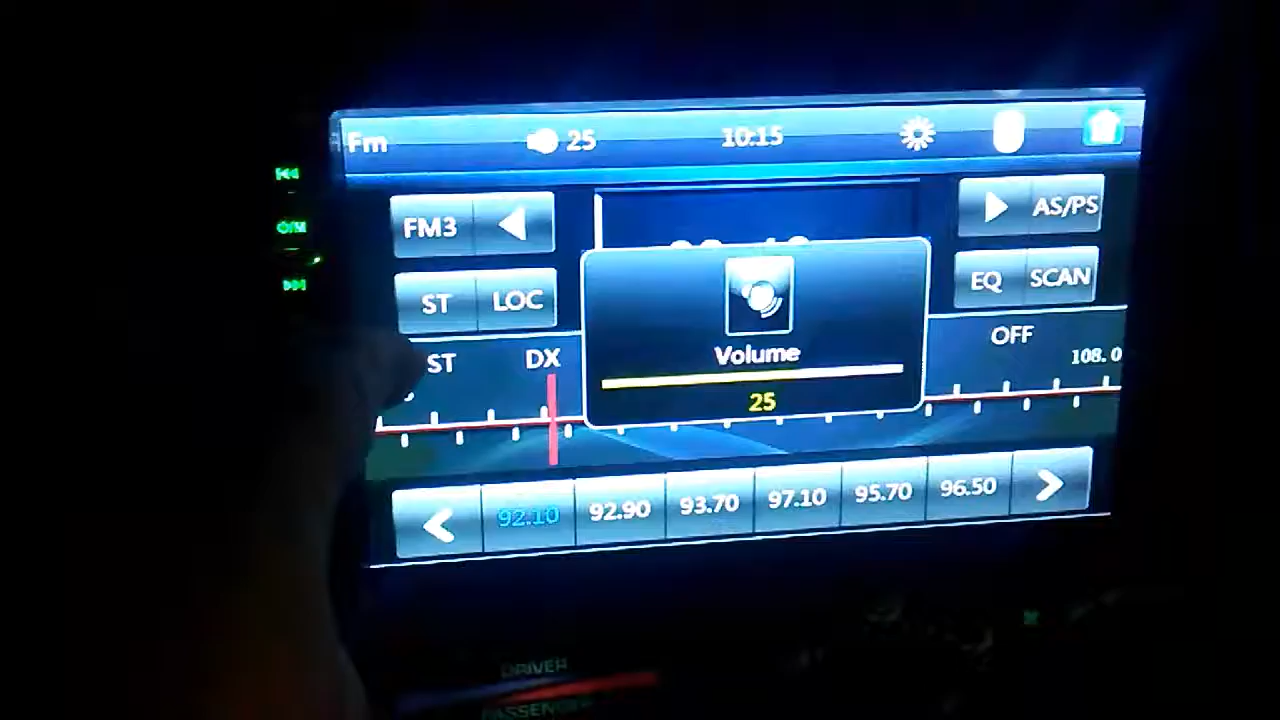 Fm 25 10:15
FM3 AS/PS
ST LOC EQ SCAN
ST DX OFF
108.0
Volume
25
92.10 92.90 93.70 97.10 95.70 96.50
DRIVER
PASSENGER